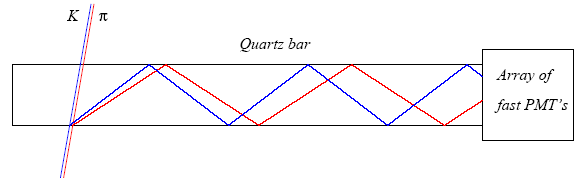 K π
Quartz bar
Array of
fast PMT's